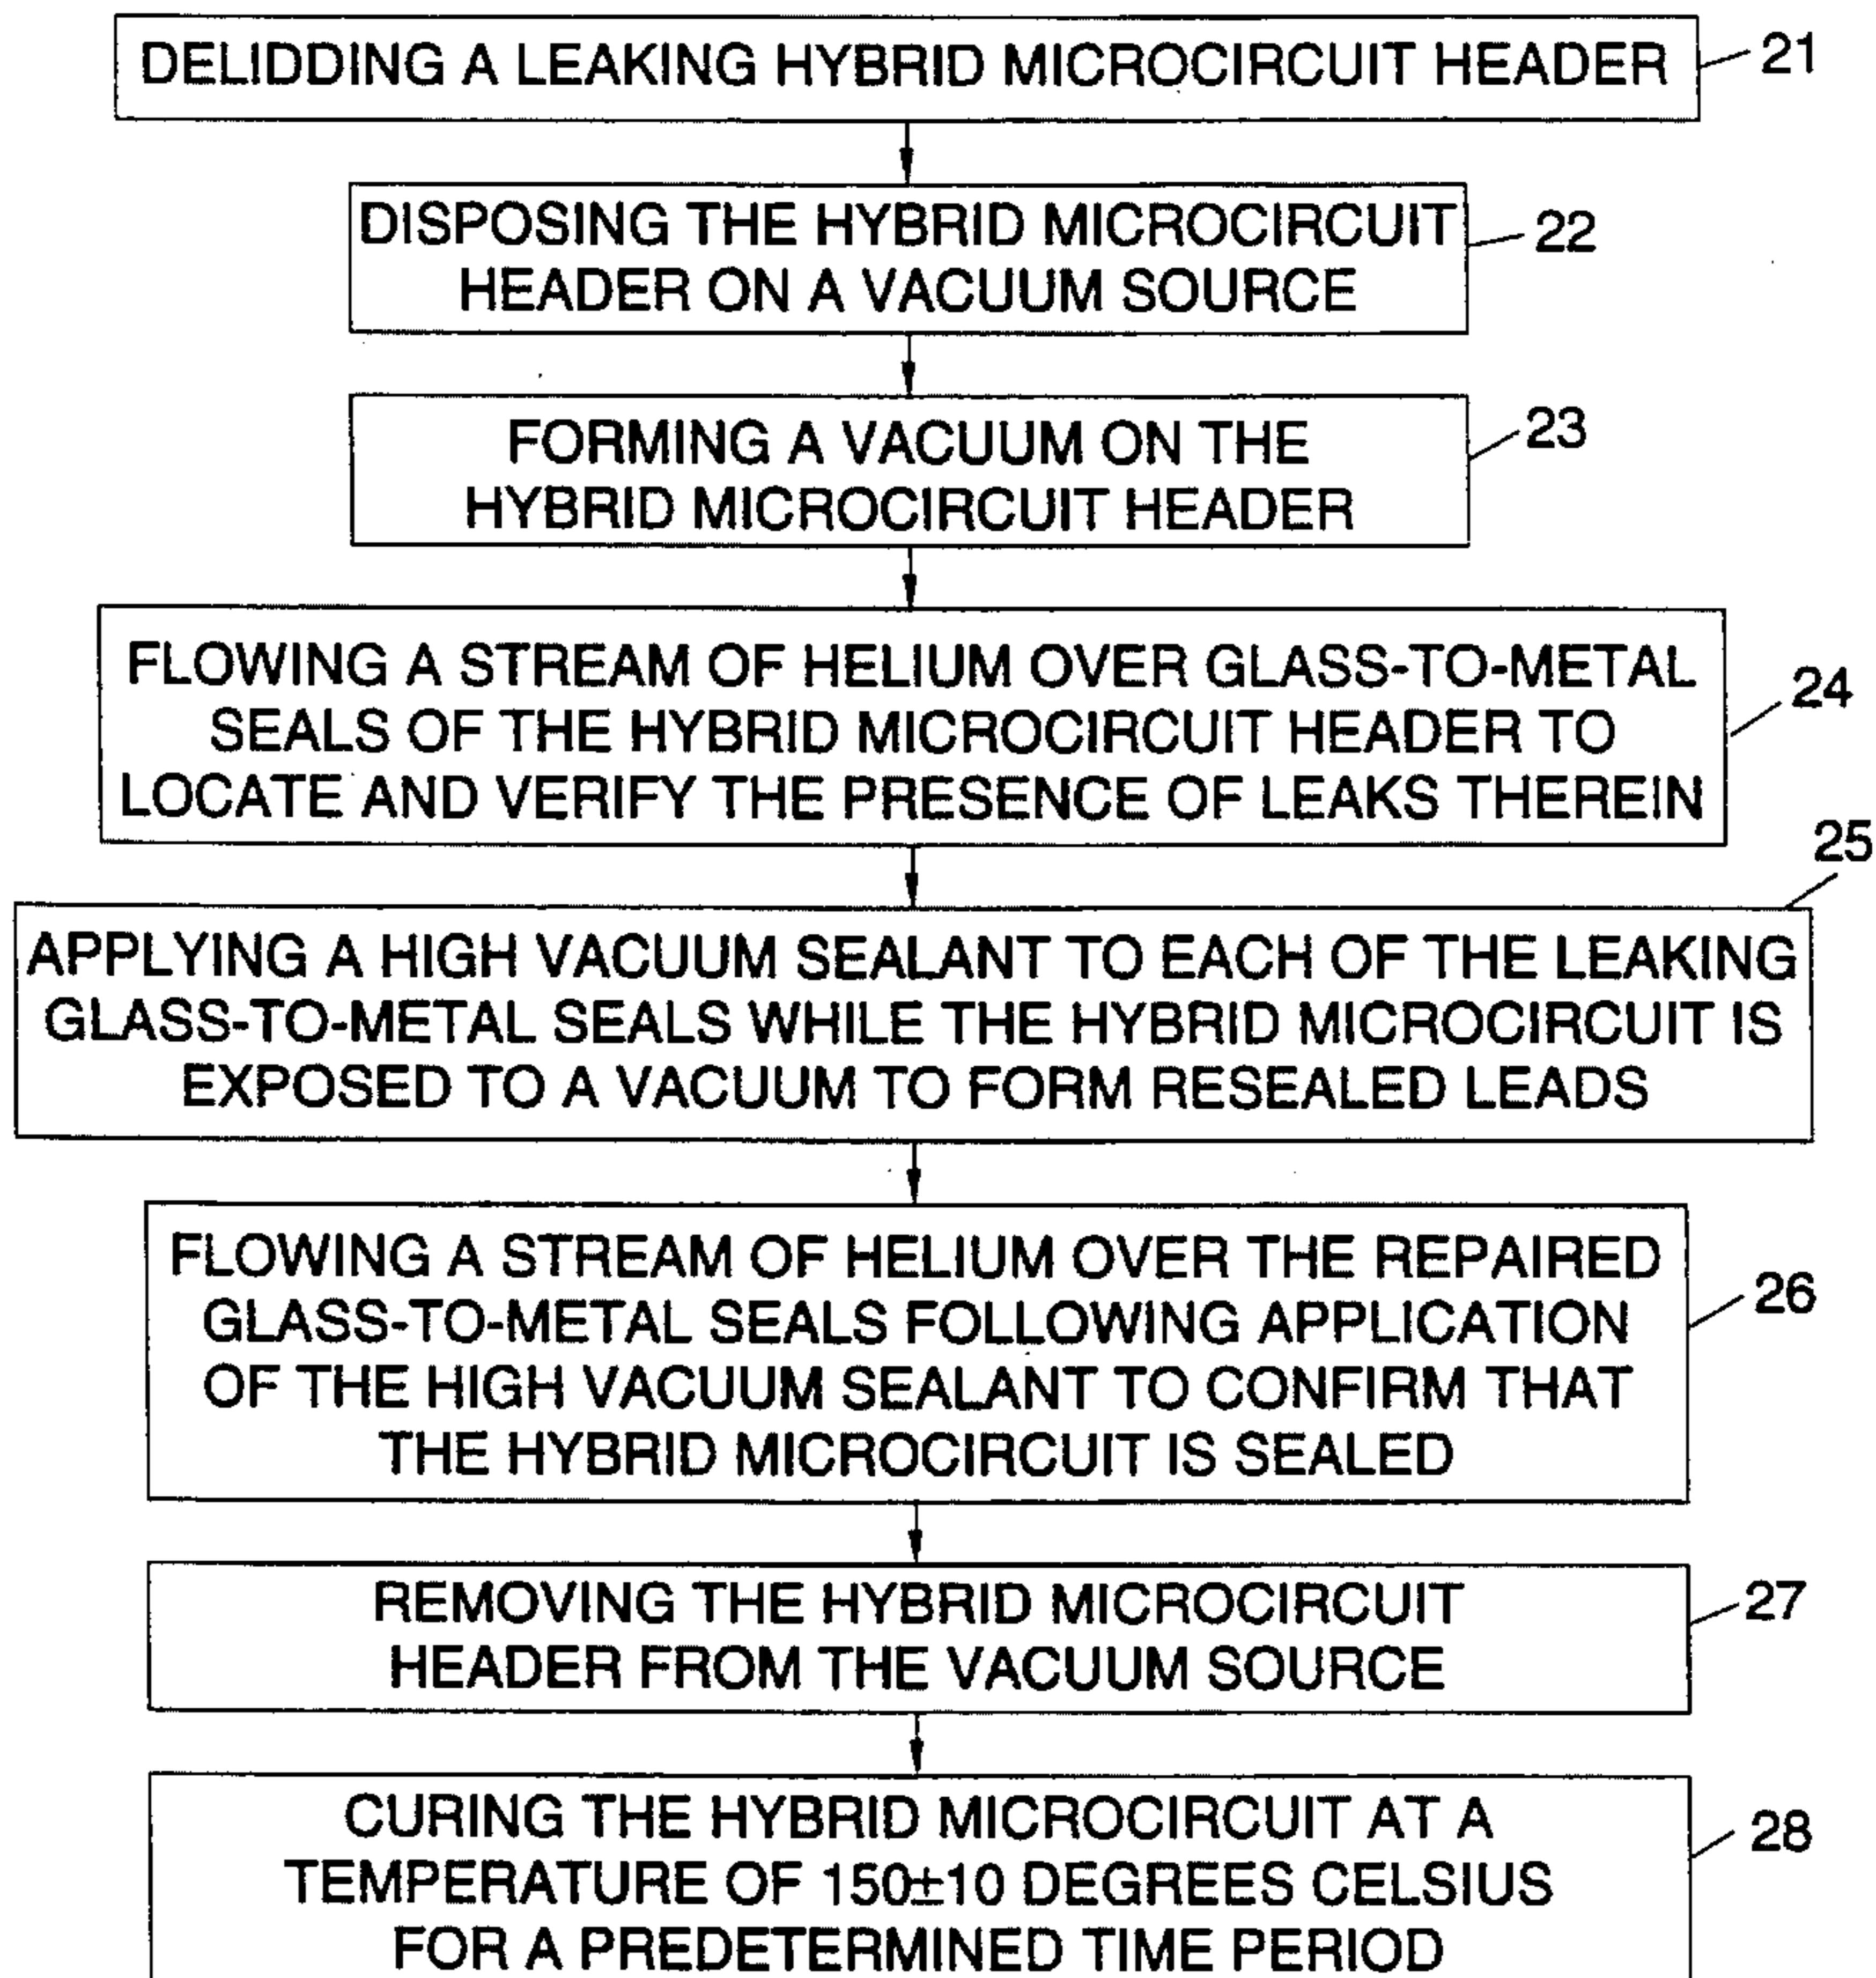 DELIDDING A LEAKING HYBRID MICROCIRCUIT HEADER
21
DISPOSING THE HYBRID MICROCIRCUIT
HEADER ON A VACUUM SOURCE
22
FORMING A VACUUM ON THE
HYBRID MICROCIRCUIT HEADER
23
FLOWING A STREAM OF HELIUM OVER GLASS-TO-METAL
SEALS OF THE HYBRID MICROCIRCUIT HEADER TO
LOCATE AND VERIFY THE PRESENCE OF LEAKS THEREIN
24
25
APPLYING A HIGH VACUUM SEALANT TO EACH OF THE LEAKING
GLASS-TO-METAL SEALS WHILE THE HYBRID MICROCIRCUIT IS
EXPOSED TO A VACUUM TO FORM RESEALED LEADS
FLOWING A STREAM OF HELIUM OVER THE REPAIRED
GLASS-TO-METAL SEALS FOLLOWING APPLICATION
OF THE HIGH VACUUM SEALANT TO CONFIRM THAT
THE HYBRID MICROCIRCUIT IS SEALED
26
REMOVING THE HYBRID MICROCIRCUIT
HEADER FROM THE VACUUM SOURCE
27
CURING THE HYBRID MICROCIRCUIT AT A
TEMPERATURE OF 150±10 DEGREES CELSIUS
FOR A PREDETERMINED TIME PERIOD
28